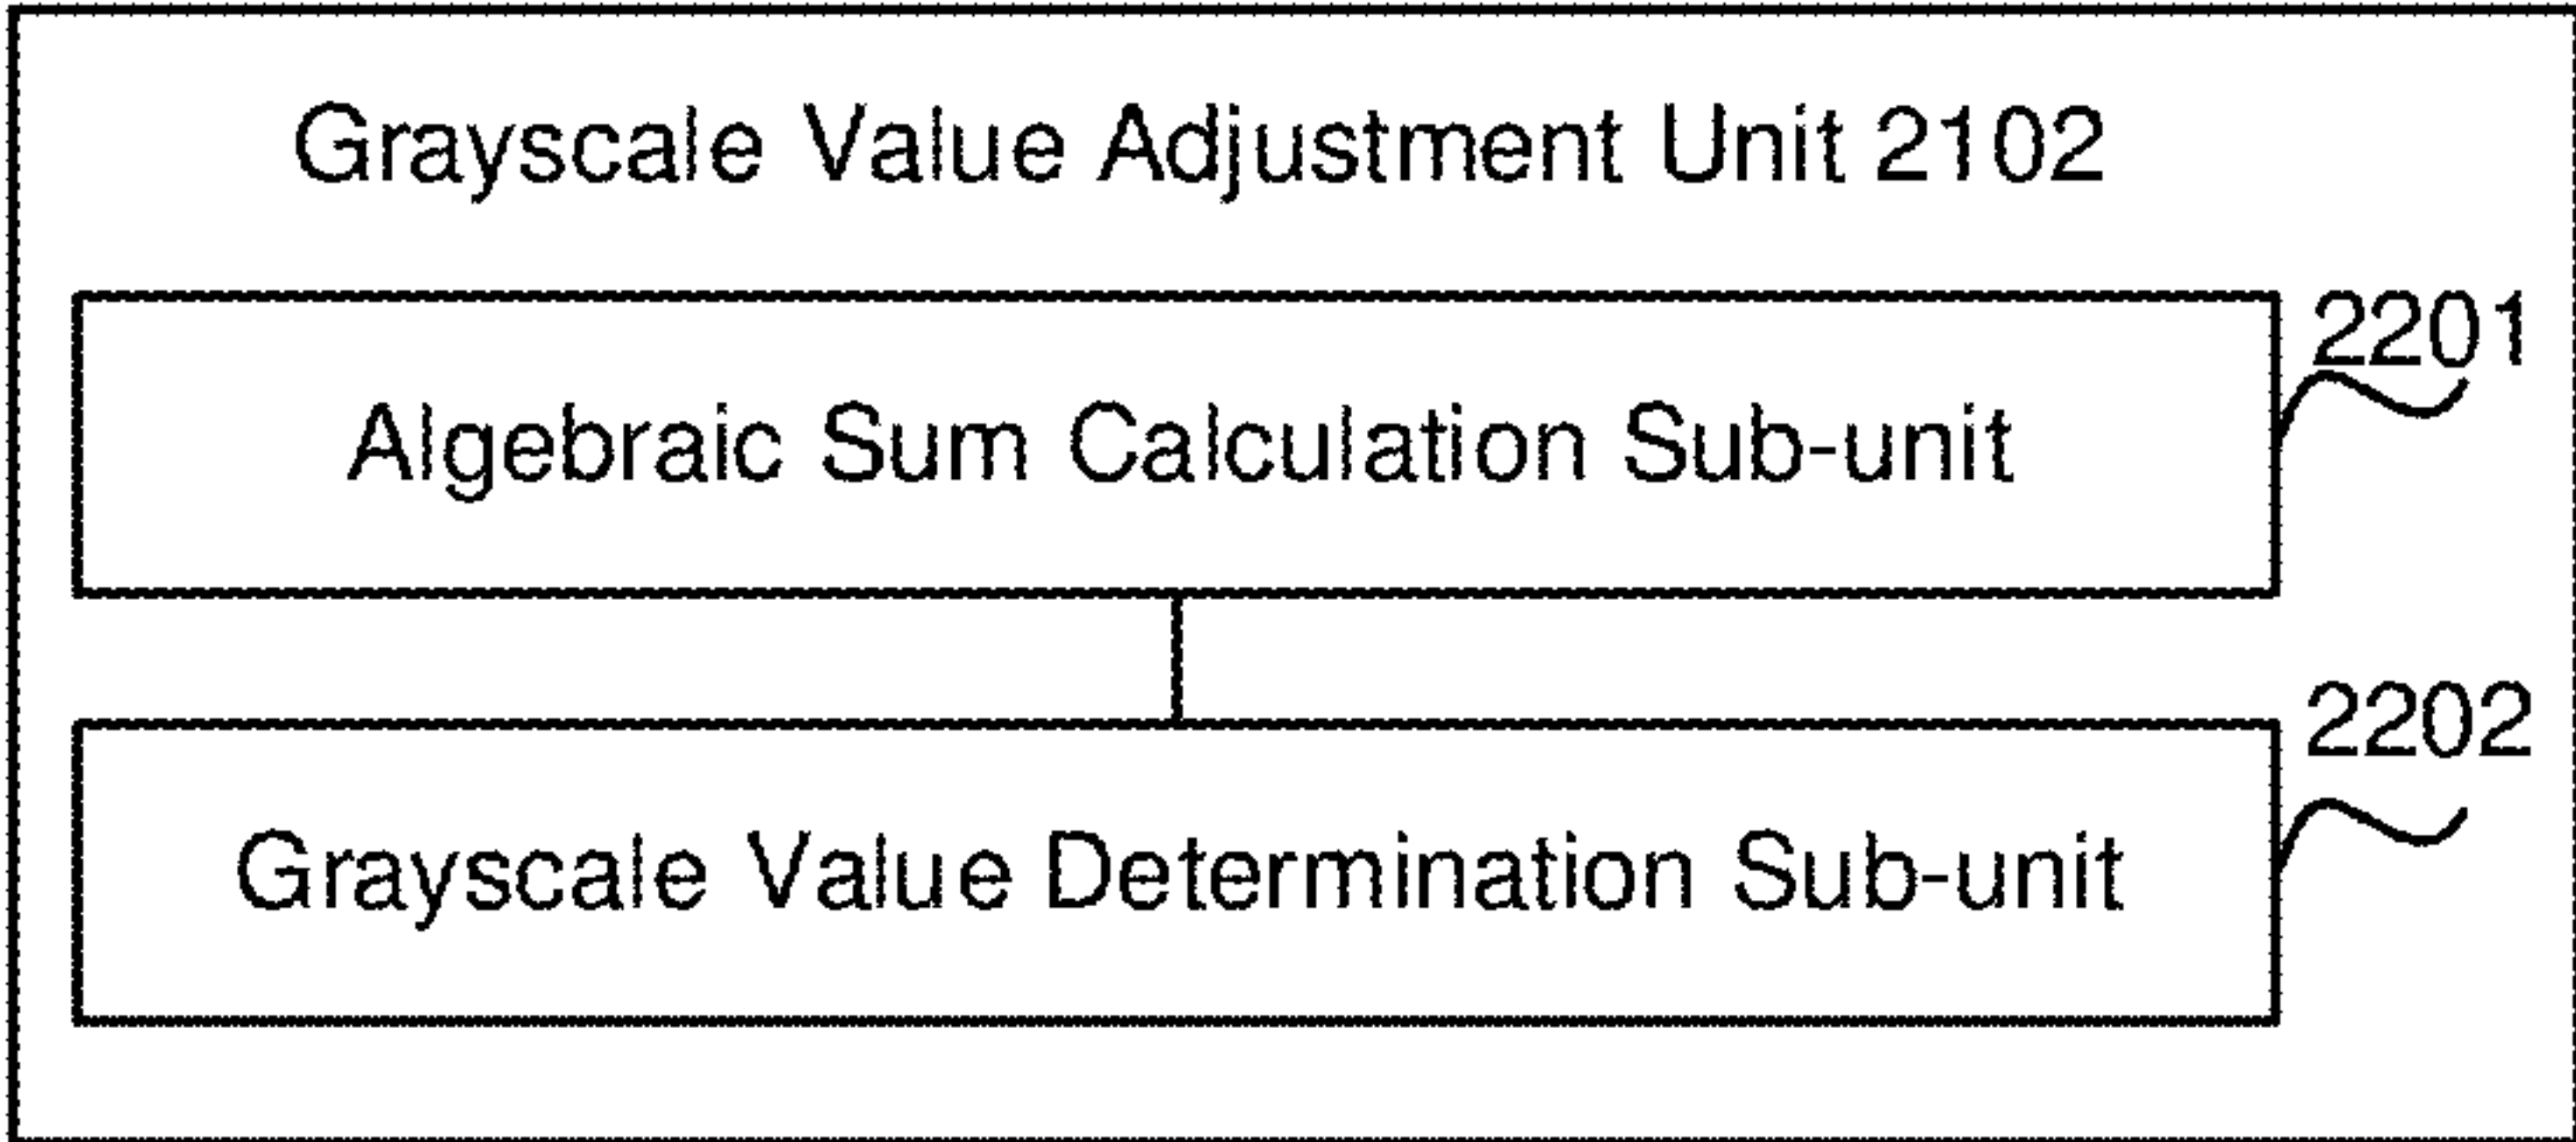 Grayscale Value Adjustment Unit 2102
2201
Algebraic Sum Calculation Sub-unit
2202
Grayscale Value Determination Sub-unit